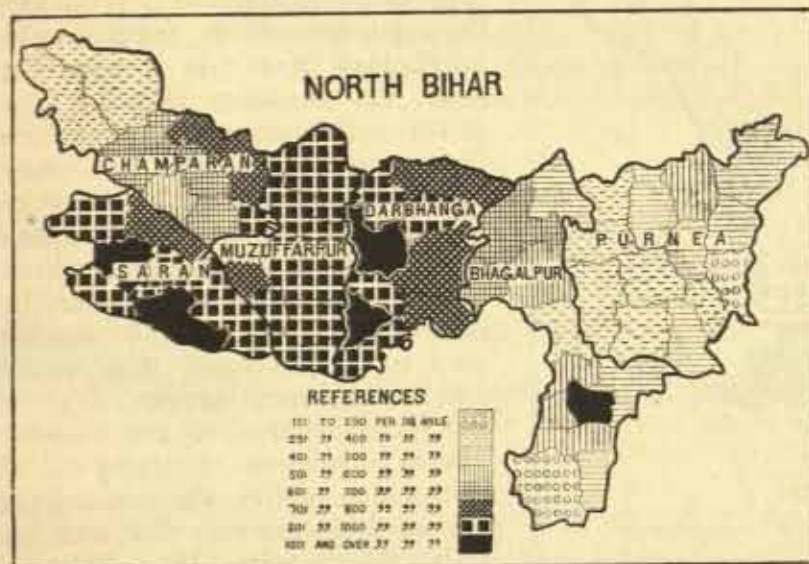 NORTH BIHAR
CHAMPARAN
DARBHANGA
MUZUFFARPUR
PURNEA
SARAN
BHAGALPUR
REFERENCES
TO 250 PER SQ MILE
251 " 400 " " "
401 " 500 " " "
501 " 600 " " "
601 " 700 " " "
701 " 800 " " "
801 " 1000 " " "
1001 AND OVER " " "